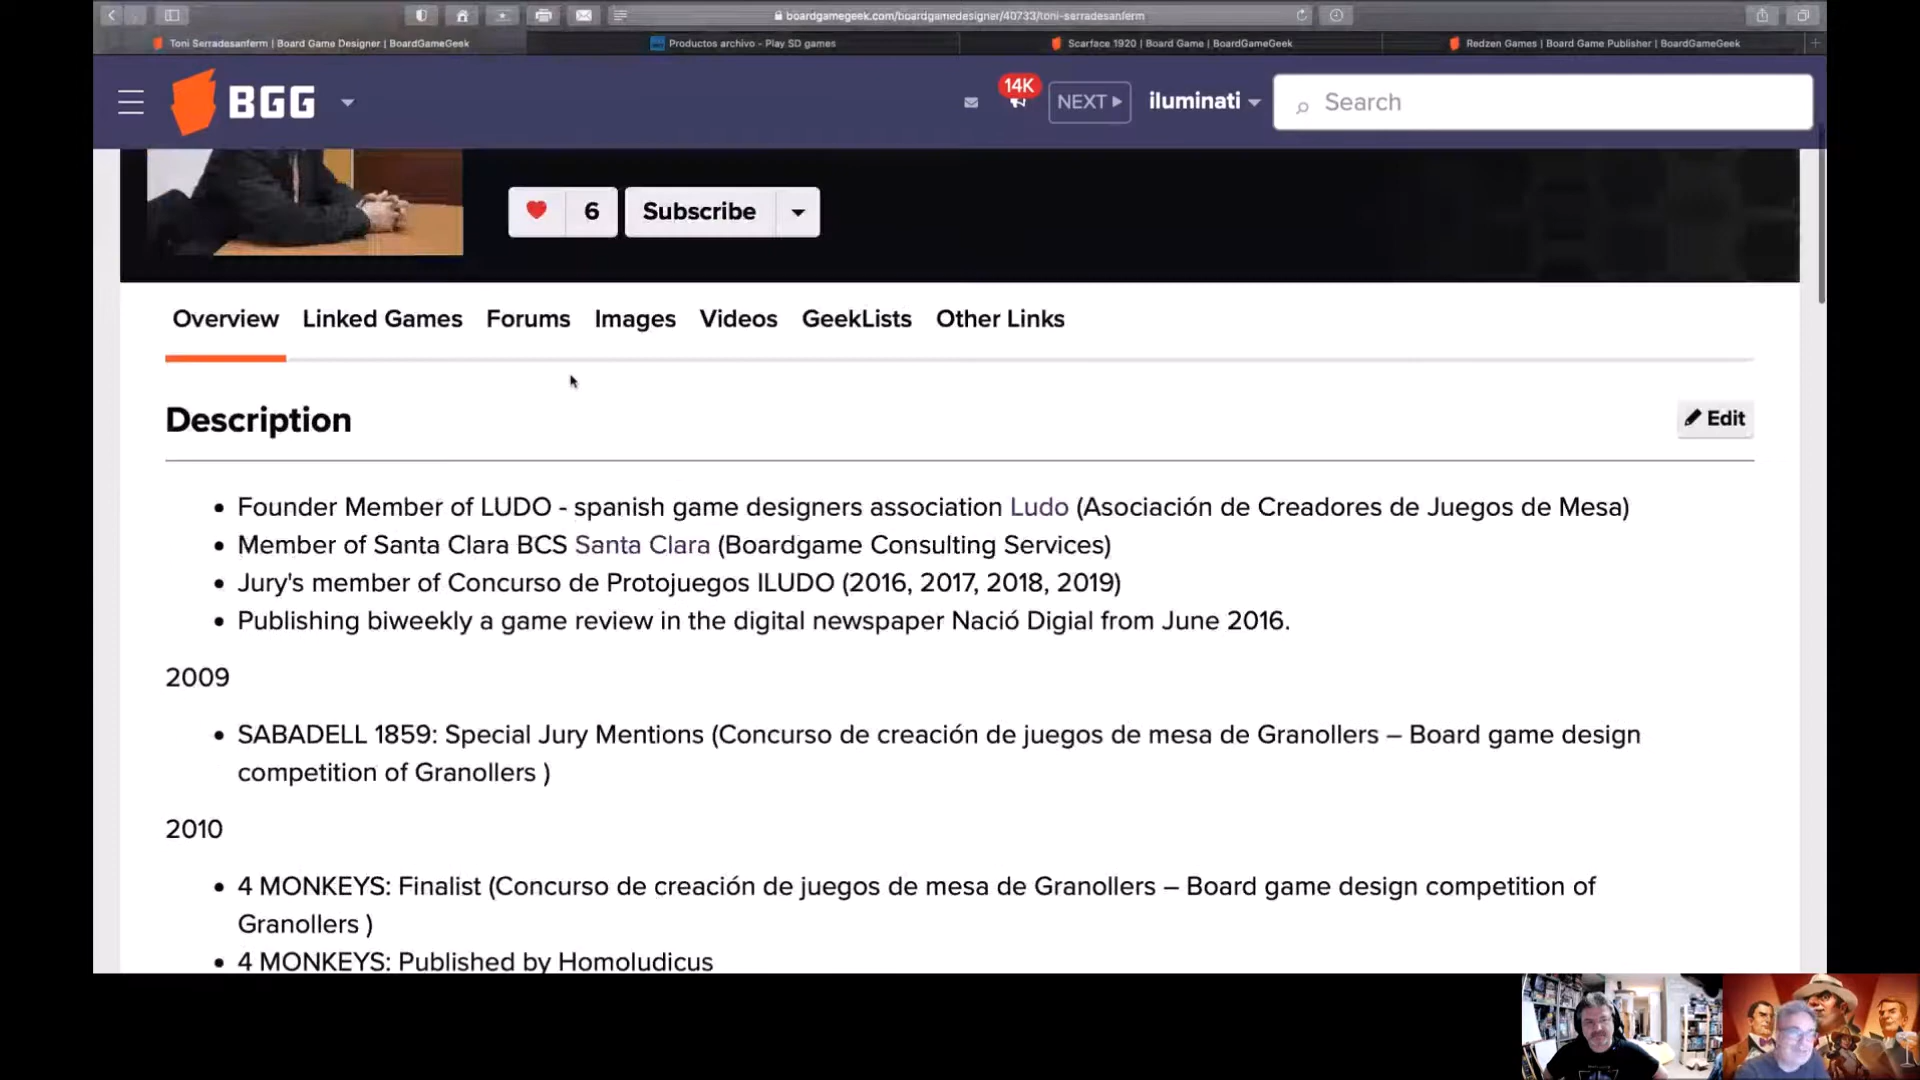 boardgamegeek.com/boardgamedesigner/40733/toni-serradesanferm
Toni Serradesanferm | Board Game Designer | BoardGameGeek
Productos archivo - Play SD games
Scarface 1920 | Board Game | BoardGameGeek
Redzen Games | Board Game Publisher | BoardGameGeek
BGG
14K
NEXT
iluminati
Search
6
Subscribe
Overview
Linked Games
Forums
Images
Videos
GeekLists
Other Links
Description
Edit
• Founder Member of LUDO - spanish game designers association Ludo (Asociación de Creadores de Juegos de Mesa)
• Member of Santa Clara BCS Santa Clara (Boardgame Consulting Services)
• Jury's member of Concurso de Protojuegos ILUDO (2016, 2017, 2018, 2019)
• Publishing biweekly a game review in the digital newspaper Nació Digial from June 2016.
2009
• SABADELL 1859: Special Jury Mentions (Concurso de creación de juegos de mesa de Granollers – Board game design
competition of Granollers )
2010
• 4 MONKEYS: Finalist (Concurso de creación de juegos de mesa de Granollers – Board game design competition of
Granollers )
• 4 MONKEYS: Published by Homoludicus